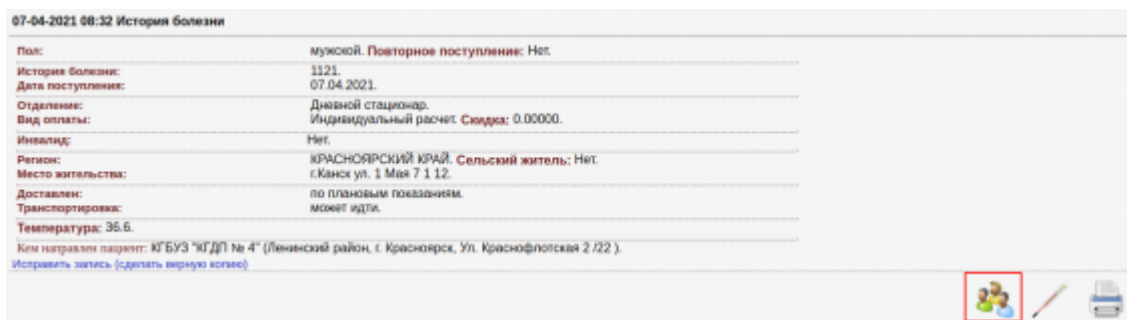 07-04-2021 08:32 История болезни
Пол: мужской. Повторное поступление: Нет.
История болезни: 1121.
Дата поступления: 07.04.2021.
Отделение: Дневной стационар.
Вид оплаты: Индивидуальный расчет. Скидка: 0.00000.
Инвалид: Нет.
Регион: КРАСНОЯРСКИЙ КРАЙ. Сельский житель: Нет.
Место жительства: г.Канск ул. 1 Мая 7 1 12.
Доставлен: по плановым показаниям.
Транспортировка: может идти.
Температура: 36.6.
Кем направлен пациент: КГБУЗ "КГДП № 4" (Ленинский район, г. Красноярск, Ул. Краснофлотская 2 /22 ).
Исправить запись (сделать верную копию)